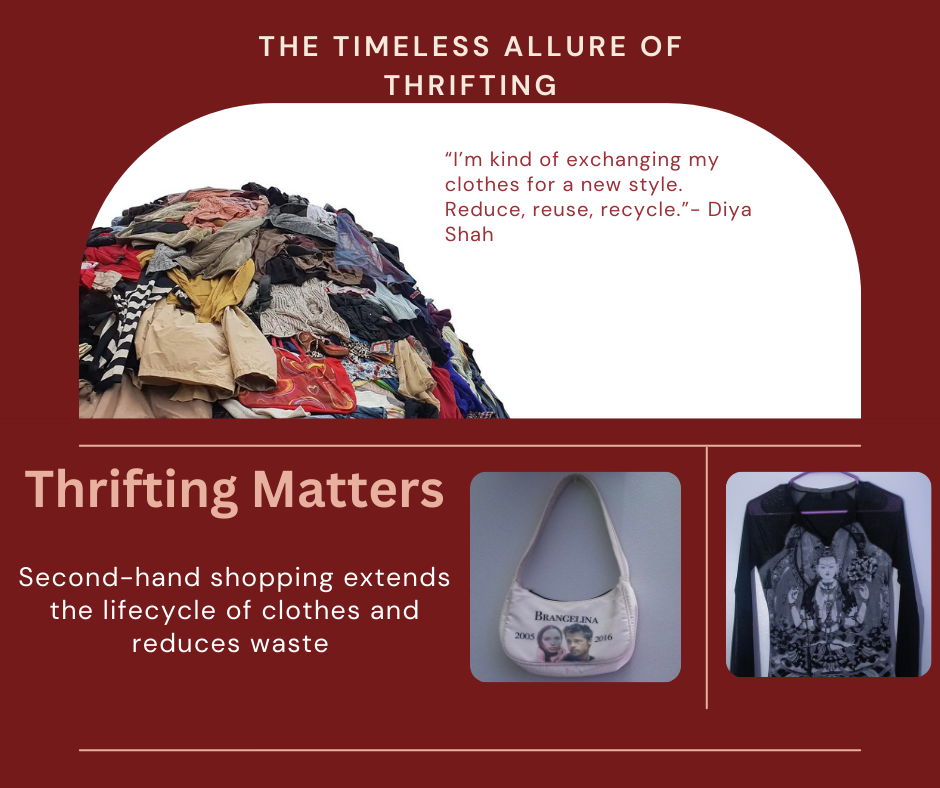 THE TIMELESS ALLURE OF
THRIFTING
“I’m kind of exchanging my
clothes for a new style.
Reduce, reuse, recycle.”- Diya
Shah
Thrifting Matters
Second-hand shopping extends
the lifecycle of clothes and
reduces waste
BRANGELINA
2005 2016